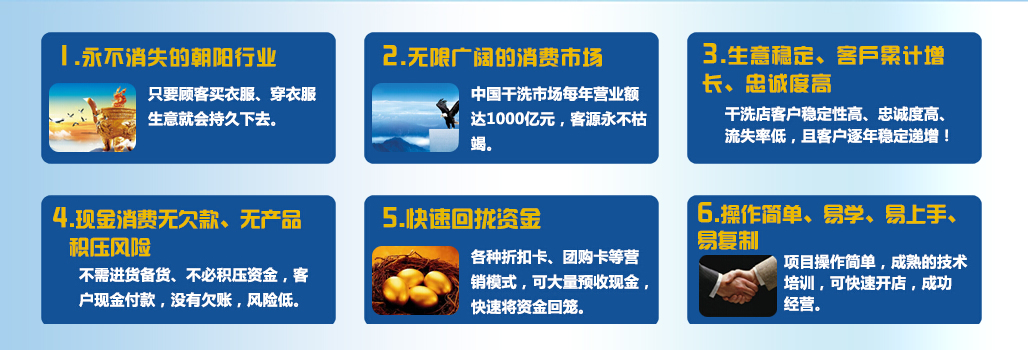 1.永不消失的朝阳行业
只要顾客买衣服、穿衣服
生意就会持久下去。
2.无限广阔的消费市场
中国干洗市场每年营业额
达1000亿元，客源永不枯
竭。
3.生意稳定、客户累计增
长、忠诚度高
干洗店客户稳定性高、忠诚度高、
流失率低，且客户逐年稳定递增！
4.现金消费无欠款、无产品
积压风险
不需进货备货、不必积压资金，客
户现金付款，没有欠账，风险低。
5.快速回拢资金
各种折扣卡、团购卡等营
销模式，可大量预收现金，
快速将资金回笼。
6.操作简单、易学、易上手、
易复制
项目操作简单，成熟的技术
培训，可快速开店，成功
经营。